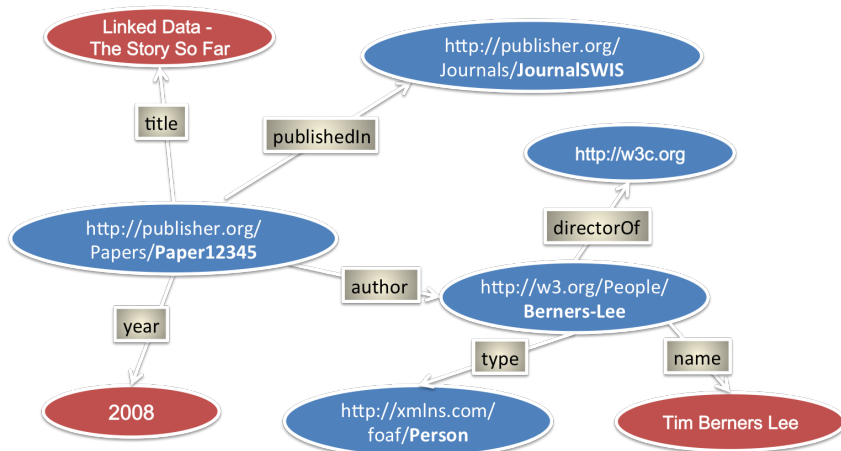 Linked Data -
The Story So Far
http://publisher.org/
Journals/JournalSWIS
title
publishedIn
http://w3c.org
http://publisher.org/
Papers/Paper12345
directorOf
author
http://w3.org/People/
Berners-Lee
year
type
name
2008
http://xmlns.com/
foaf/Person
Tim Berners Lee